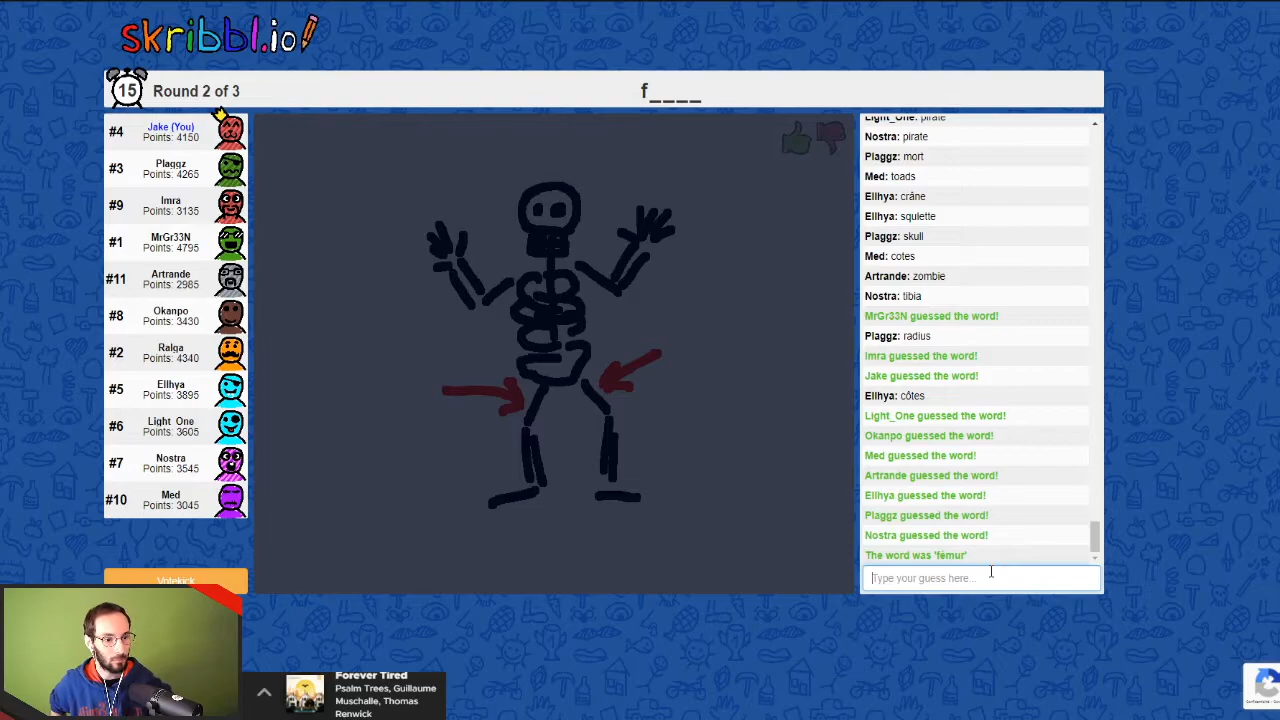 skribbl.io
15
Round 2 of 3
f____
#4
Jake (You)
Points: 4150
#3
Plaggz
Points: 4265
#9
Imra
Points: 3135
#1
MrGr33N
Points: 4795
#11
Artrande
Points: 2985
#8
Okanpo
Points: 3430
#2
Ralga
Points: 4340
#5
Ellhya
Points: 3895
#6
Light_One
Points: 3605
#7
Nostra
Points: 3545
#10
Med
Points: 3045
Votekick
Light_One: pirate
Nostra: pirate
Plaggz: mort
Med: toads
Ellhya: crâne
Ellhya: squlette
Plaggz: skull
Med: cotes
Artrande: zombie
Nostra: tibia
MrGr33N guessed the word!
Plaggz: radius
Imra guessed the word!
Jake guessed the word!
Ellhya: côtes
Light_One guessed the word!
Okanpo guessed the word!
Med guessed the word!
Artrande guessed the word!
Ellhya guessed the word!
Plaggz guessed the word!
Nostra guessed the word!
The word was 'fémur'
Type your guess here...
Forever Tired
Psalm Trees, Guillaume
Muschalle, Thomas
Renwick